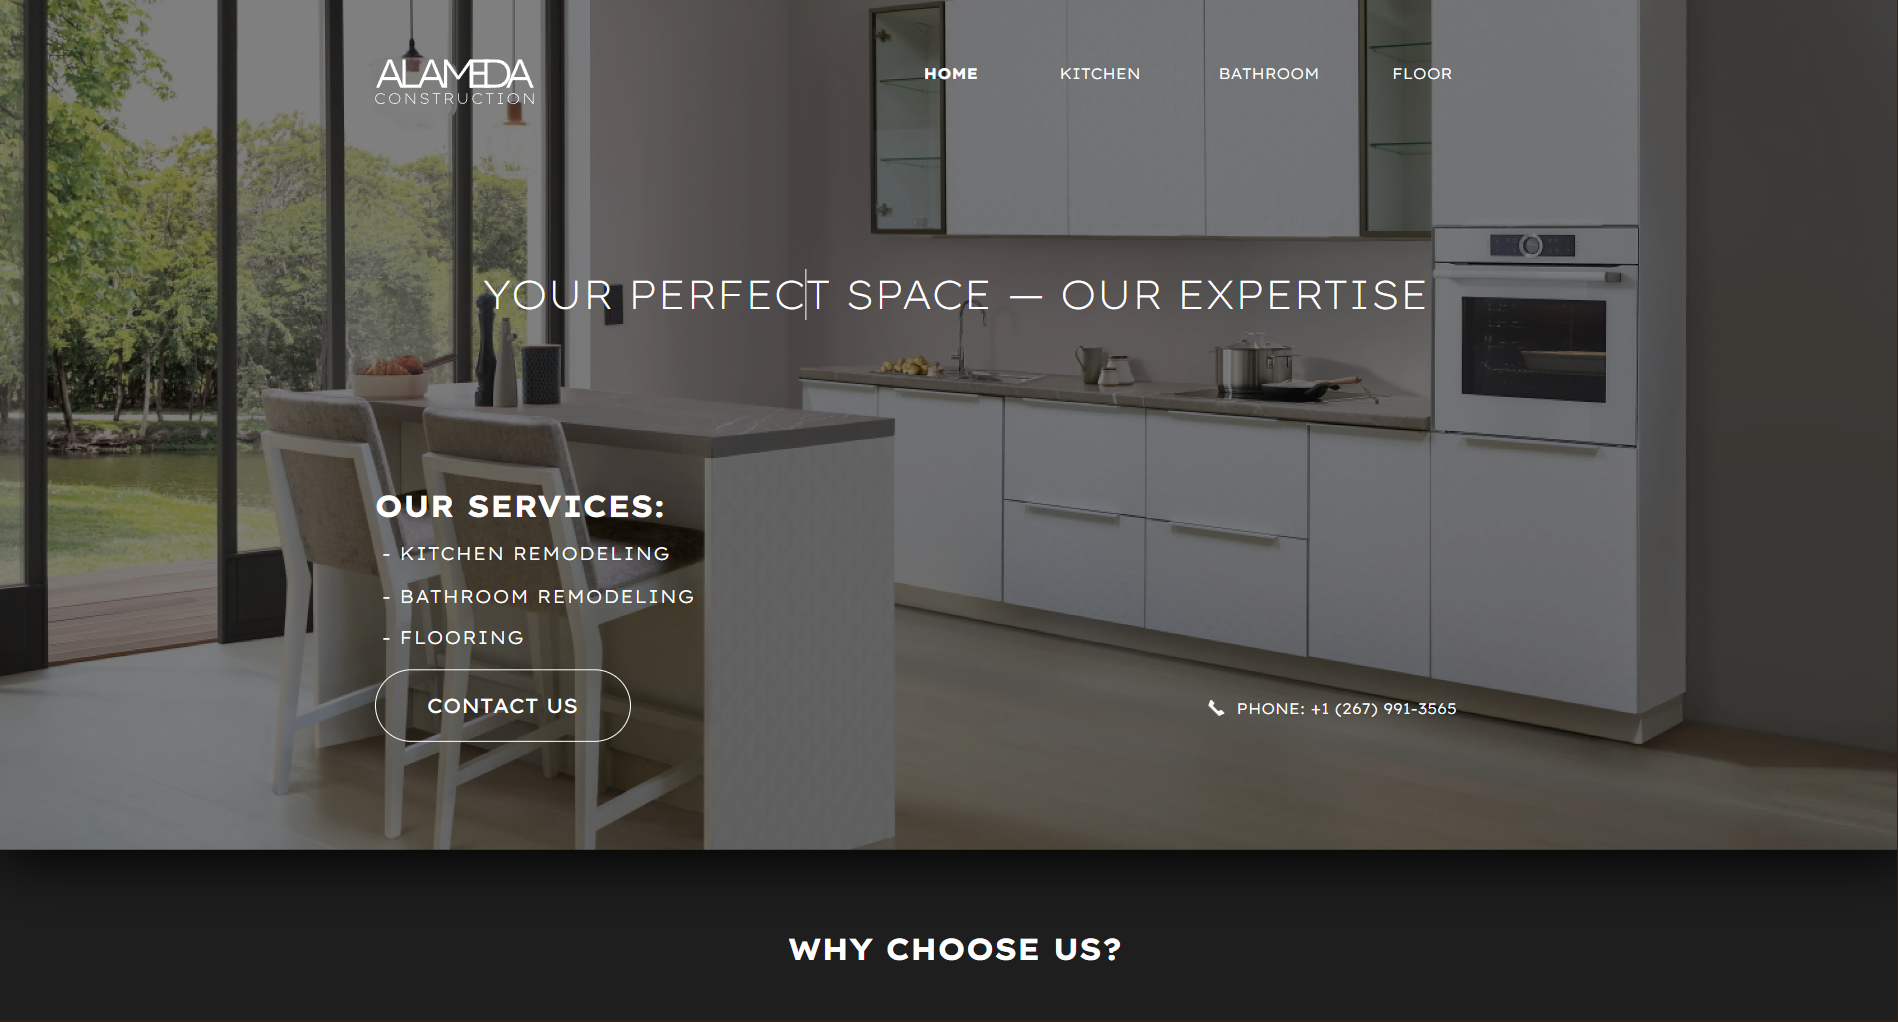 ALAMEDA
CONSTRUCTION
HOME KITCHEN BATHROOM FLOOR
YOUR PERFECT SPACE — OUR EXPERTISE
OUR SERVICES:
- KITCHEN REMODELING
- BATHROOM REMODELING
- FLOORING
CONTACT US
PHONE: +1 (267) 991-3565
WHY CHOOSE US?